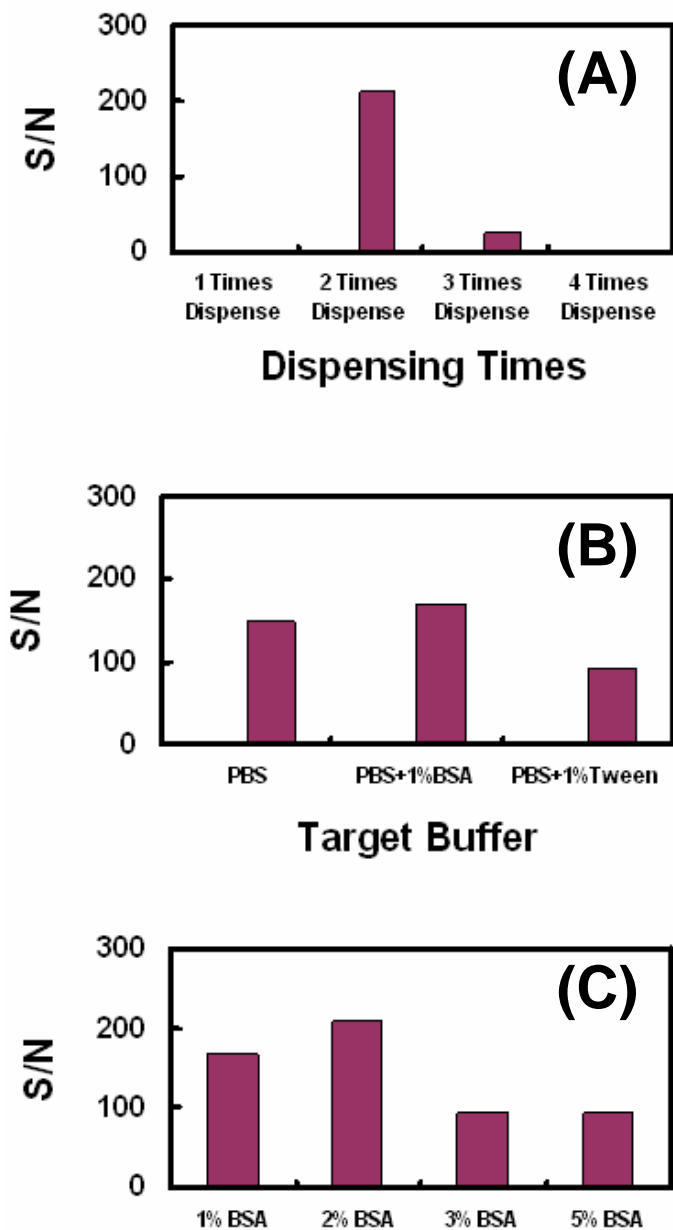 (A)
S/N
300
200
100
0
1 Times Dispense
2 Times Dispense
3 Times Dispense
4 Times Dispense
Dispensing Times
(B)
S/N
300
200
100
0
PBS
PBS+1%BSA
PBS+1%Tween
Target Buffer
(C)
S/N
300
200
100
0
1% BSA
2% BSA
3% BSA
5% BSA